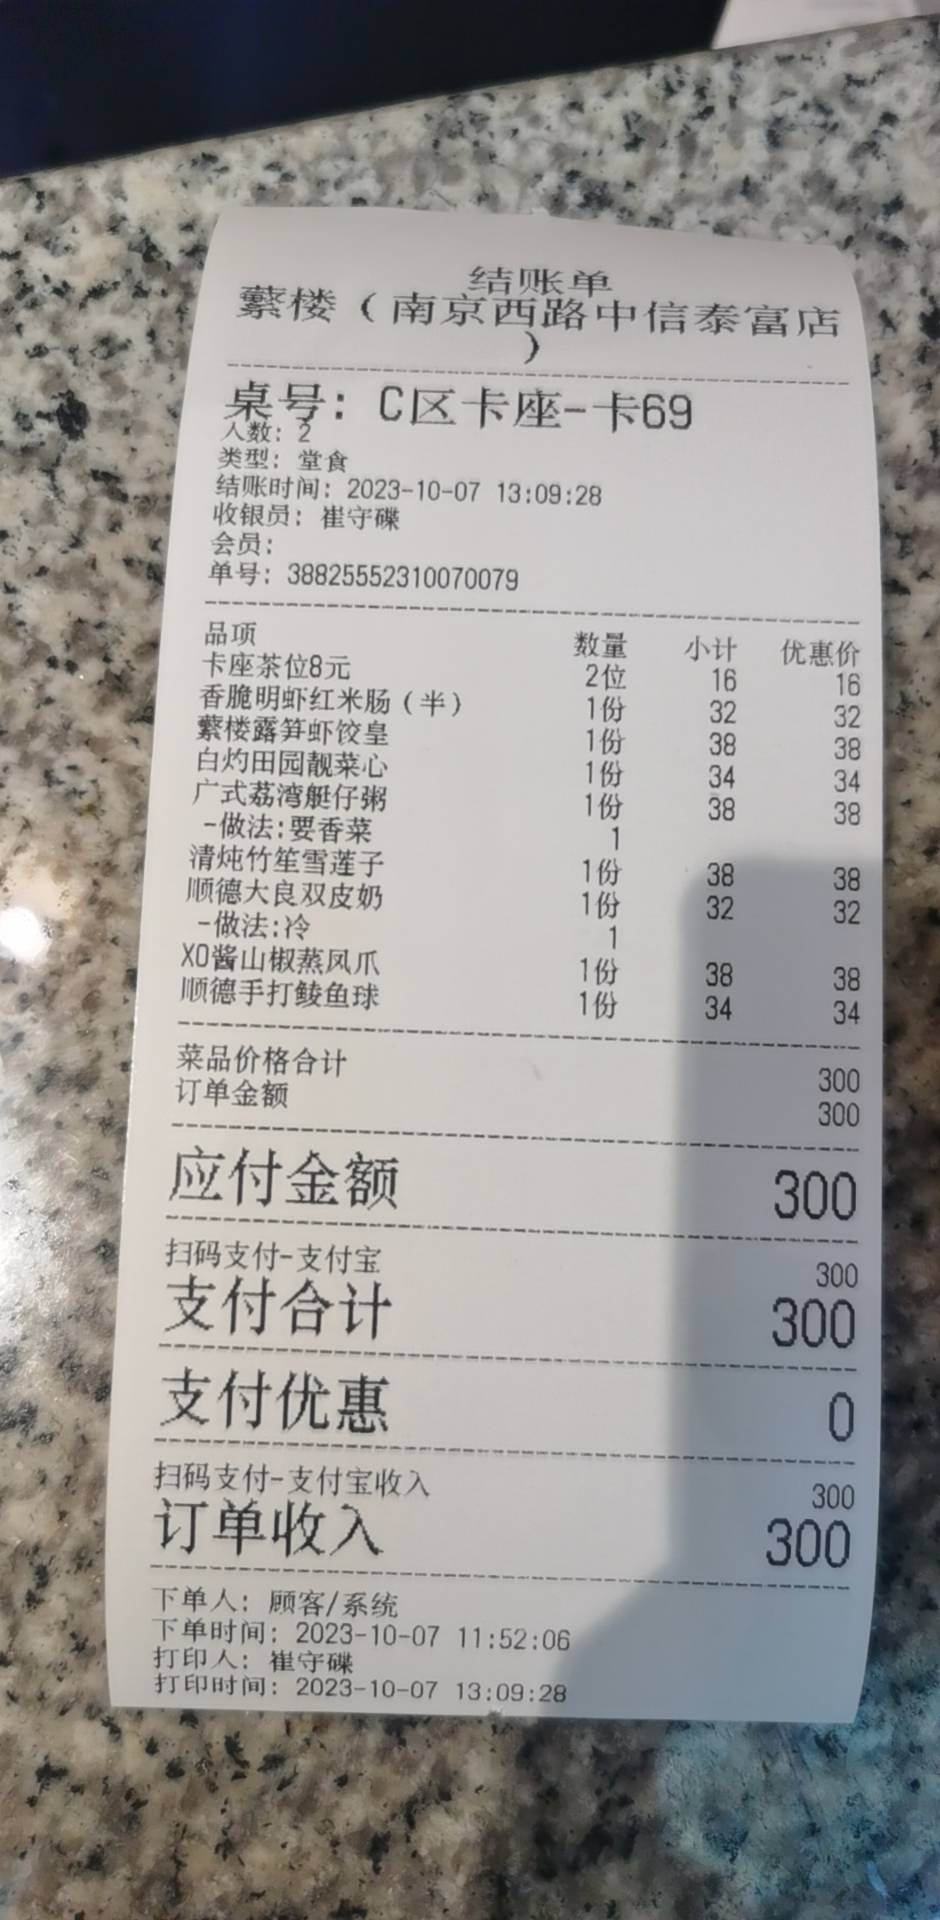 结账单
蘩楼（南京西路中信泰富店
）
桌号: C区卡座-卡69
人数: 2
类型: 堂食
结账时间: 2023-10-07 13:09:28
收银员: 崔守碟
会员:
单号: 38825552310070079
品项 数量 小计 优惠价
卡座茶位8元 2位 16 16
香脆明虾红米肠（半） 1份 32 32
蘩楼露笋虾饺皇 1份 38 38
白灼田园靓菜心 1份 34 34
广式荔湾艇仔粥 1份 38 38
-做法:要香菜 1
清炖竹笙雪莲子 1份 38 38
顺德大良双皮奶 1份 32 32
-做法:冷 1
XO酱山椒蒸凤爪 1份 38 38
顺德手打鲮鱼球 1份 34 34
菜品价格合计 300
订单金额 300
应付金额 300
扫码支付-支付宝 300
支付合计 300
支付优惠 0
扫码支付-支付宝收入 300
订单收入 300
下单人: 顾客/系统
下单时间: 2023-10-07 11:52:06
打印人: 崔守碟
打印时间: 2023-10-07 13:09:28